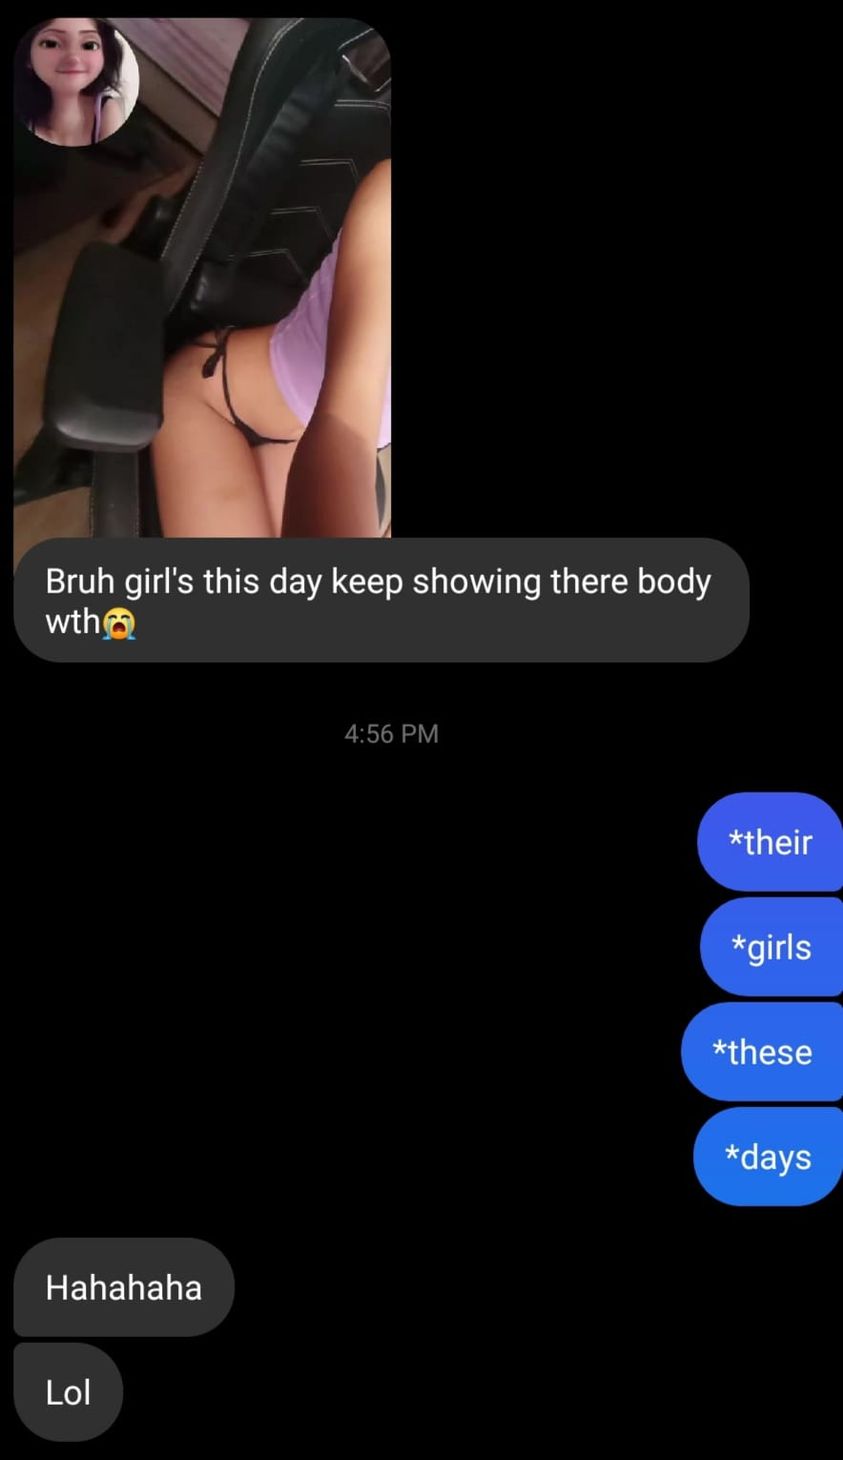 Bruh girl's this day keep showing there body
wth😭
4:56 PM
*their
*girls
*these
*days
Hahahaha
Lol